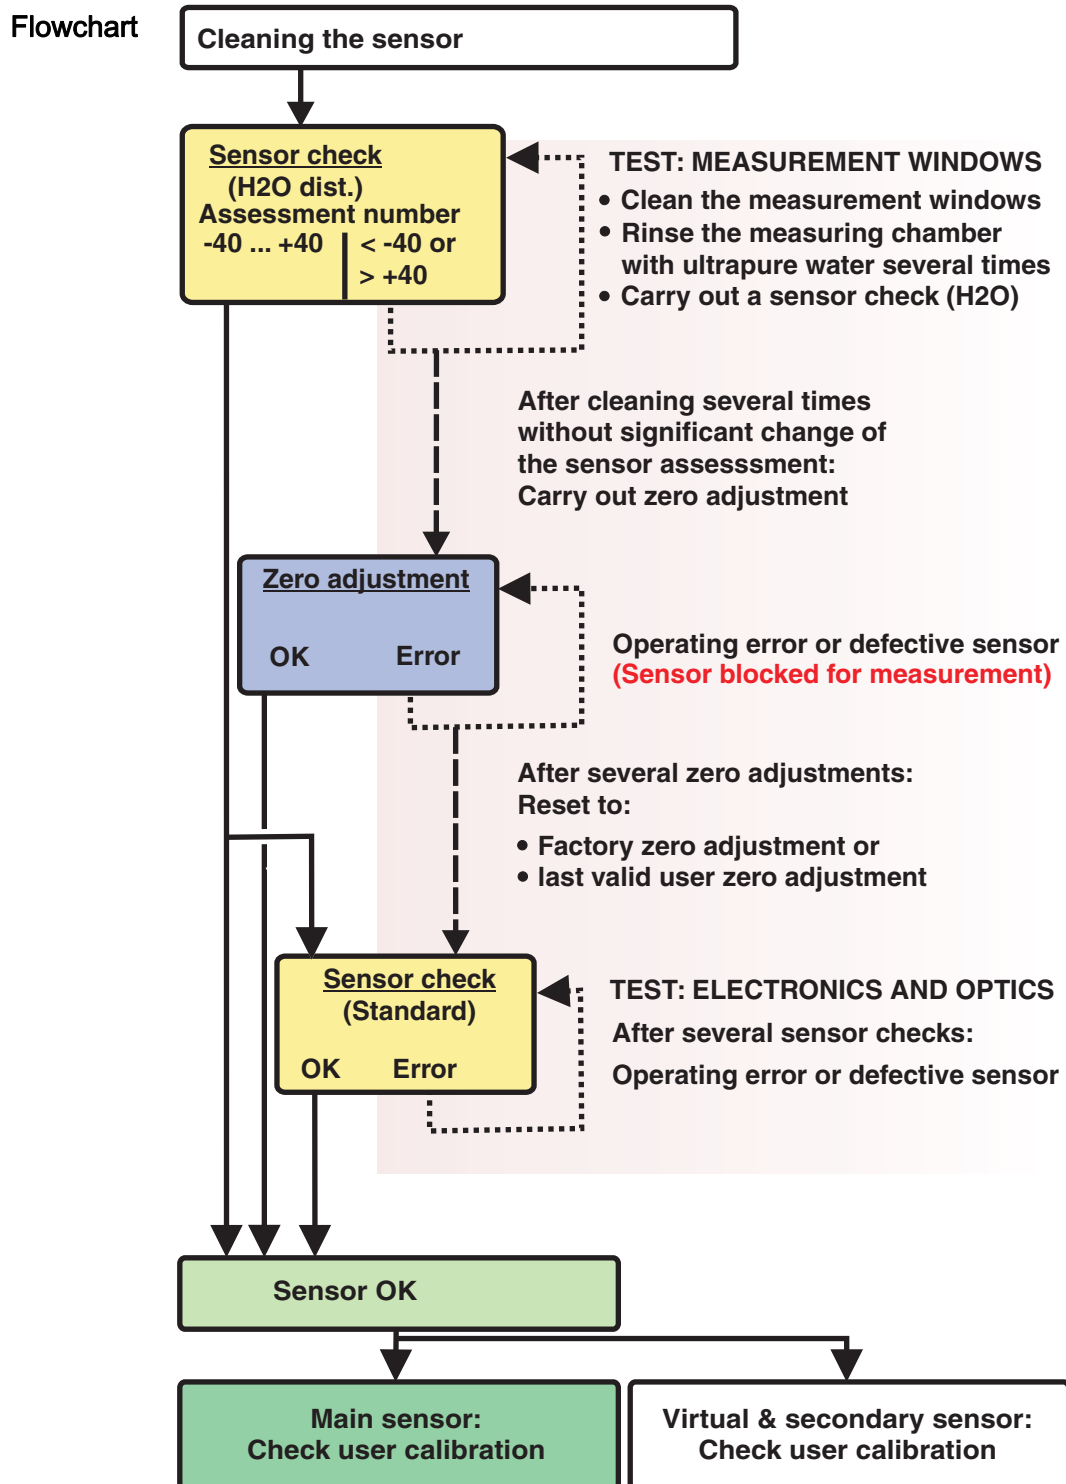 Flowchart
Cleaning the sensor
Sensor check
(H2O dist.)
Assessment number
-40 ... +40 < -40 or
> +40
TEST: MEASUREMENT WINDOWS
• Clean the measurement windows
• Rinse the measuring chamber
with ultrapure water several times
• Carry out a sensor check (H2O)
After cleaning several times
without significant change of
the sensor assesssment:
Carry out zero adjustment
Zero adjustment
OK Error
Operating error or defective sensor
(Sensor blocked for measurement)
After several zero adjustments:
Reset to:
• Factory zero adjustment or
• last valid user zero adjustment
Sensor check
(Standard)
OK Error
TEST: ELECTRONICS AND OPTICS
After several sensor checks:
Operating error or defective sensor
Sensor OK
Main sensor:
Check user calibration
Virtual & secondary sensor:
Check user calibration